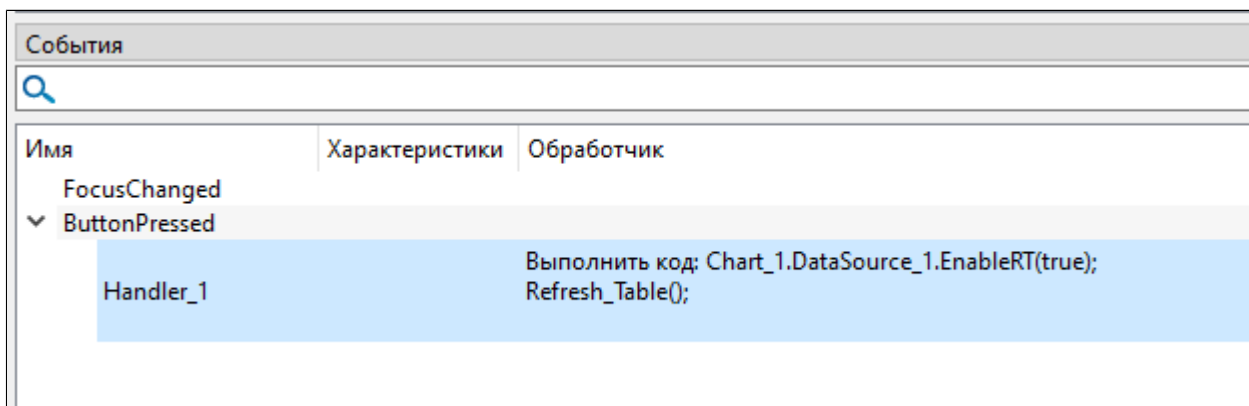 События
Имя Характеристики Обработчик
FocusChanged
ButtonPressed
Выполнить код: Chart_1.DataSource_1.EnableRT(true);
Handler_1 Refresh_Table();